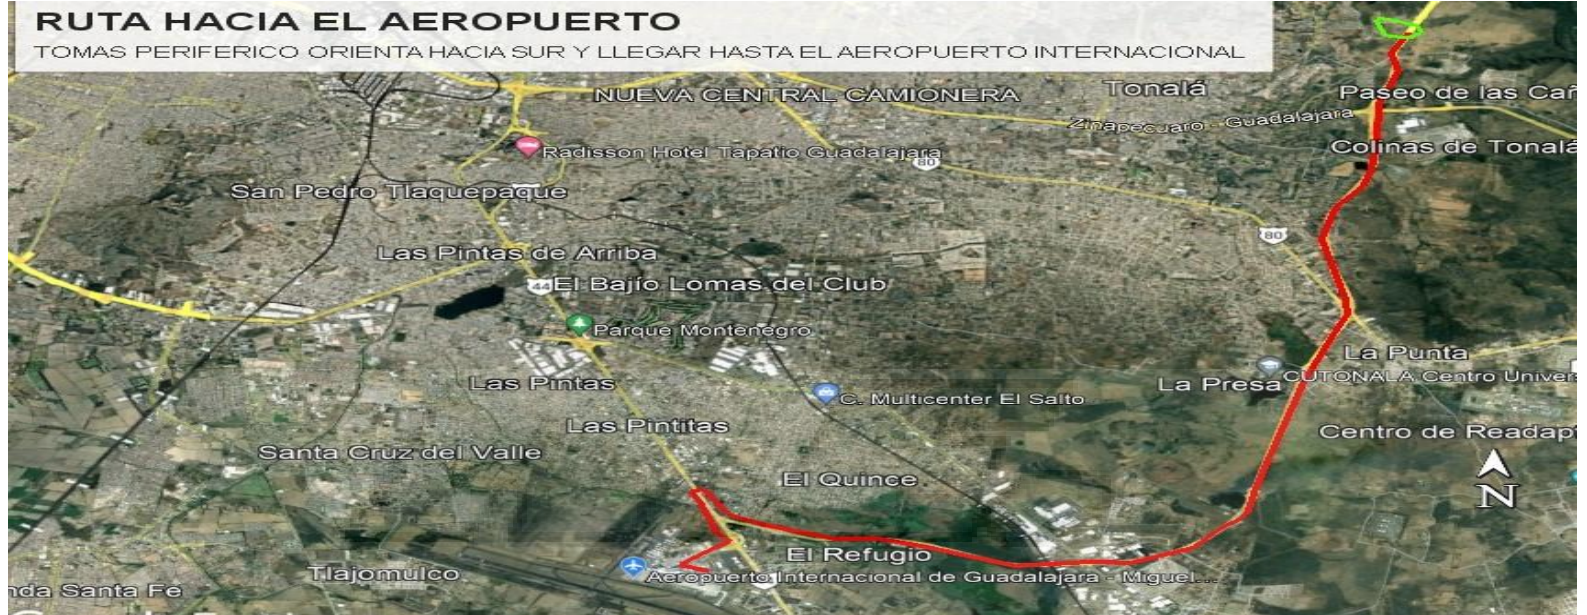 RUTA HACIA EL AEROPUERTO
TOMAS PERIFERICO ORIENTA HACIA SUR Y LLEGAR HASTA EL AEROPUERTO INTERNACIONAL
NUEVA CENTRAL CAMIONERA
Tonalá
Paseo de las Cañ
Zinapecuaro - Guadalajara
Colinas de Tonalá
Radisson Hotel Tapatio Guadalajara
80
San Pedro Tlaquepaque
80
Las Pintas de Arriba
44
El Bajío Lomas del Club
Parque Montenegro
La Punta
Las Pintas
La Presa
CUTONALA Centro Univers
C. Multicenter El Salto
Las Pintitas
Centro de Readap
Santa Cruz del Valle
El Quince
N
El Refugio
Tlajomulco
Aeropuerto Internacional de Guadalajara - Miguel...
nda Santa Fe